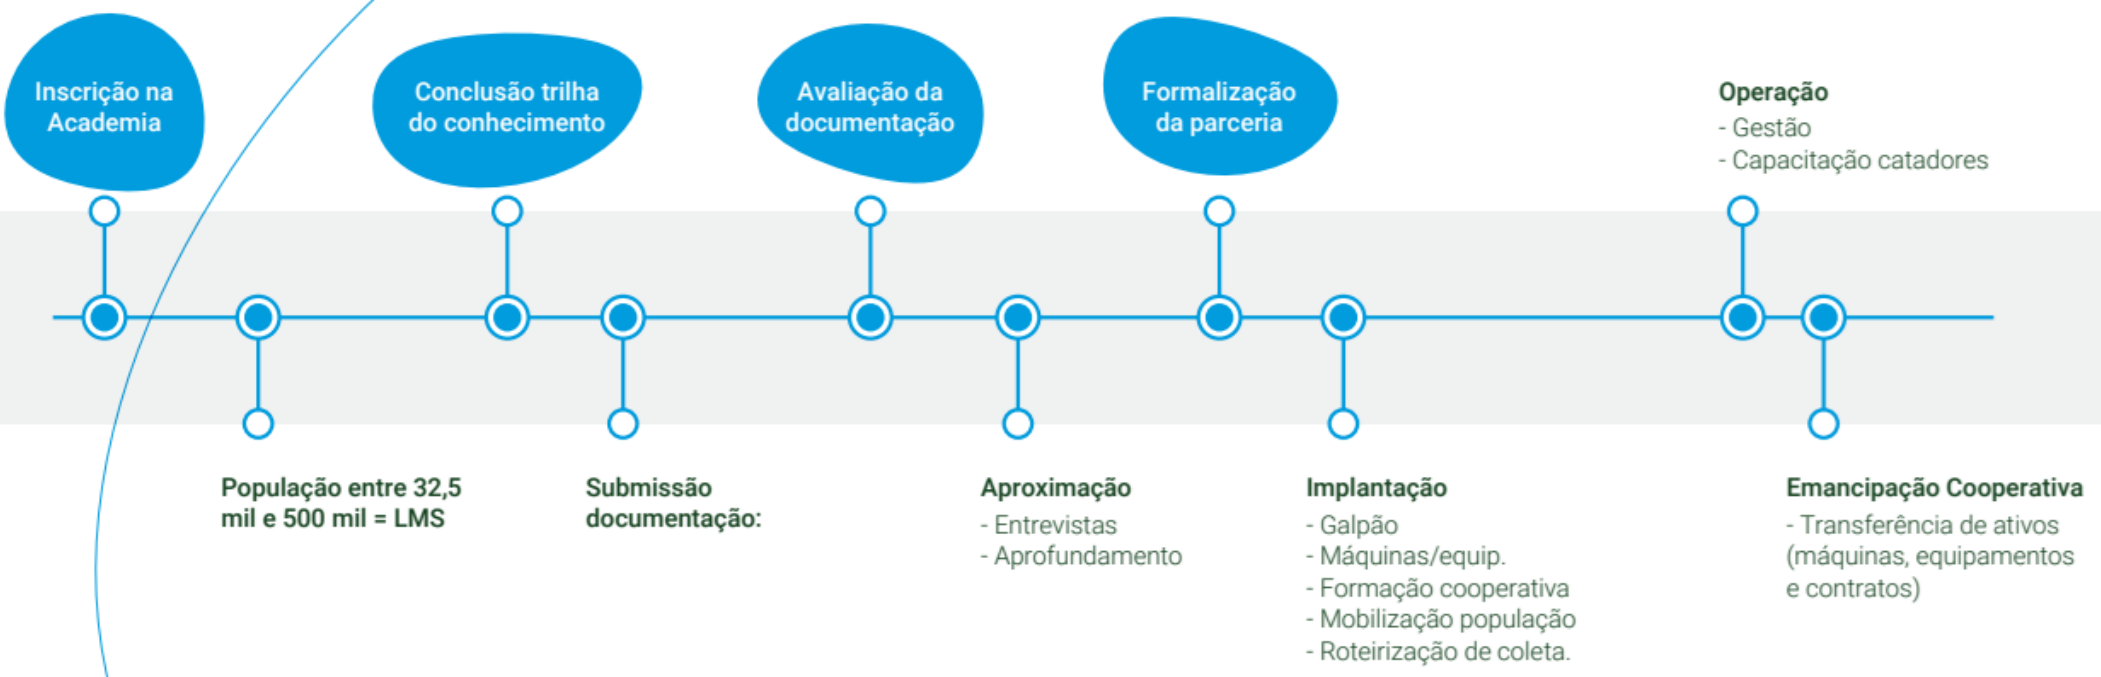 Inscrição na
Academia
Conclusão trilha
do conhecimento
Avaliação da
documentação
Formalização
da parceria
Operação
- Gestão
- Capacitação catadores
População entre 32,5
mil e 500 mil = LMS
Submissão
documentação:
Aproximação
- Entrevistas
- Aprofundamento
Implantação
- Galpão
- Máquinas/equip.
- Formação cooperativa
- Mobilização população
- Roteirização de coleta.
Emancipação Cooperativa
- Transferência de ativos
(máquinas, equipamentos
e contratos)